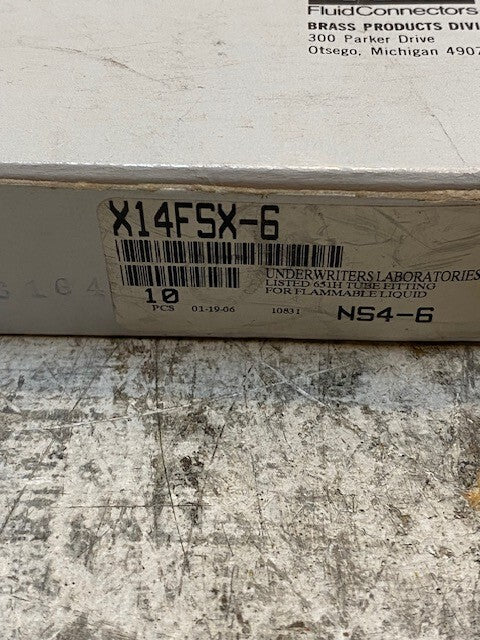 FluidConnectors
BRASS PRODUCTS DIVI
300 Parker Drive
Otsego, Michigan 4907
X14FSX-6
UNDERWRITERS LABORATORIES
LISTED 651H TUBE FITTING
FOR FLAMMABLE LIQUID
10
PCS 01-19-06 10831 NS4-6
G164